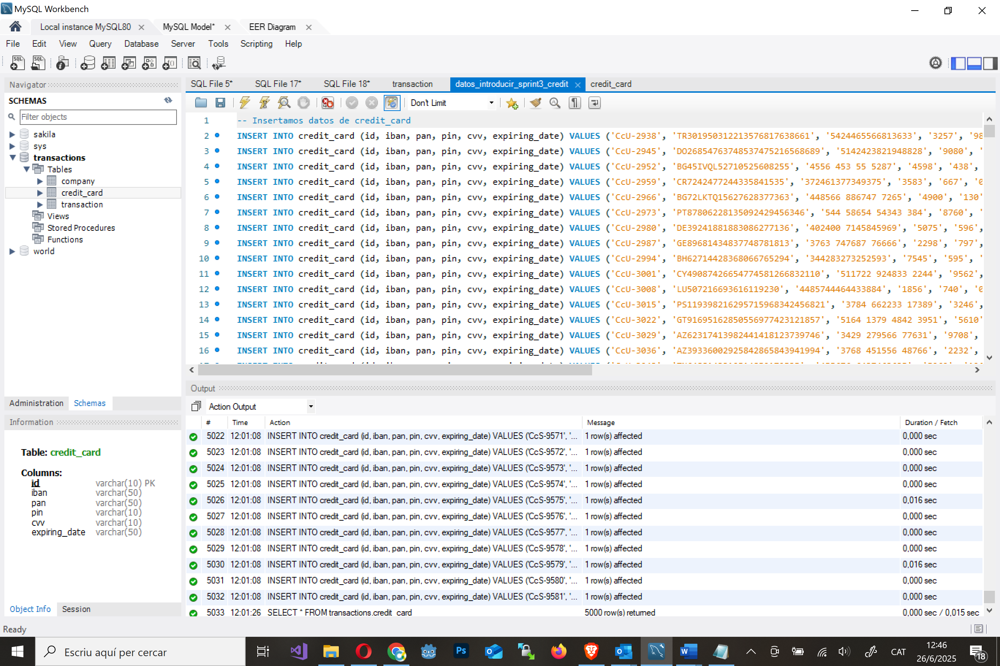 MySQL Workbench
Local instance MySQL80 MySQL Model* EER Diagram
File Edit View Query Database Server Tools Scripting Help
Navigator
SCHEMAS
Filter objects
sakila
sys
transactions
Tables
company
credit_card
transaction
Views
Stored Procedures
Functions
world
Administration Schemas
Information
Table: credit_card
Columns:
id varchar(10) PK
iban varchar(50)
pan varchar(50)
pin varchar(10)
cvv varchar(10)
expiring_date varchar(50)
Object Info Session
SQL File 5* SQL File 17* SQL File 18* transaction datos_introducir_sprint3_credit credit_card
Don't Limit
1 -- Insertamos datos de credit_card
2 INSERT INTO credit_card (id, iban, pan, pin, cvv, expiring_date) VALUES ('CcU-2938', 'TR301950312213576817638661', '5424465566813633', '3257', '98
3 INSERT INTO credit_card (id, iban, pan, pin, cvv, expiring_date) VALUES ('CcU-2945', 'DO26854763748537475216568689', '5142423821948828', '9080', '
4 INSERT INTO credit_card (id, iban, pan, pin, cvv, expiring_date) VALUES ('CcU-2952', 'BG45IVQL52710525608255', '4556 453 55 5287', '4598', '438',
5 INSERT INTO credit_card (id, iban, pan, pin, cvv, expiring_date) VALUES ('CcU-2959', 'CR7242477244335841535', '372461377349375', '3583', '667', '0
6 INSERT INTO credit_card (id, iban, pan, pin, cvv, expiring_date) VALUES ('CcU-2966', 'BG72LKTQ15627628377363', '448566 886747 7265', '4900', '130'
7 INSERT INTO credit_card (id, iban, pan, pin, cvv, expiring_date) VALUES ('CcU-2973', 'PT87806228135092429456346', '544 58654 54343 384', '8760', '
8 INSERT INTO credit_card (id, iban, pan, pin, cvv, expiring_date) VALUES ('CcU-2980', 'DE39241881883086277136', '402400 7145845969', '5075', '596',
9 INSERT INTO credit_card (id, iban, pan, pin, cvv, expiring_date) VALUES ('CcU-2987', 'GE89681434837748781813', '3763 747687 76666', '2298', '797',
10 INSERT INTO credit_card (id, iban, pan, pin, cvv, expiring_date) VALUES ('CcU-2994', 'BH62714428368066765294', '344283273252593', '7545', '595', '
11 INSERT INTO credit_card (id, iban, pan, pin, cvv, expiring_date) VALUES ('CcU-3001', 'CY49087426654774581266832110', '511722 924833 2244', '9562',
12 INSERT INTO credit_card (id, iban, pan, pin, cvv, expiring_date) VALUES ('CcU-3008', 'LU507216693616119230', '4485744464433884', '1856', '740', '0
13 INSERT INTO credit_card (id, iban, pan, pin, cvv, expiring_date) VALUES ('CcU-3015', 'PS119398216295715968342456821', '3784 662233 17389', '3246',
14 INSERT INTO credit_card (id, iban, pan, pin, cvv, expiring_date) VALUES ('CcU-3022', 'GT91695162850556977423121857', '5164 1379 4842 3951', '5610'
15 INSERT INTO credit_card (id, iban, pan, pin, cvv, expiring_date) VALUES ('CcU-3029', 'AZ62317413982441418123739746', '3429 279566 77631', '9708',
16 INSERT INTO credit_card (id, iban, pan, pin, cvv, expiring_date) VALUES ('CcU-3036', 'AZ39336002925842865843941994', '3768 451556 48766', '2232',
Output
Action Output
# Time Action Message Duration / Fetch
5022 12:01:08 INSERT INTO credit_card (id, iban, pan, pin, cvv, expiring_date) VALUES ('CcS-9571', '... 1 row(s) affected 0,000 sec
5023 12:01:08 INSERT INTO credit_card (id, iban, pan, pin, cvv, expiring_date) VALUES ('CcS-9572', '... 1 row(s) affected 0,000 sec
5024 12:01:08 INSERT INTO credit_card (id, iban, pan, pin, cvv, expiring_date) VALUES ('CcS-9573', '... 1 row(s) affected 0,000 sec
5025 12:01:08 INSERT INTO credit_card (id, iban, pan, pin, cvv, expiring_date) VALUES ('CcS-9574', '... 1 row(s) affected 0,000 sec
5026 12:01:08 INSERT INTO credit_card (id, iban, pan, pin, cvv, expiring_date) VALUES ('CcS-9575', '... 1 row(s) affected 0,016 sec
5027 12:01:08 INSERT INTO credit_card (id, iban, pan, pin, cvv, expiring_date) VALUES ('CcS-9576', '... 1 row(s) affected 0,000 sec
5028 12:01:08 INSERT INTO credit_card (id, iban, pan, pin, cvv, expiring_date) VALUES ('CcS-9577', '... 1 row(s) affected 0,000 sec
5029 12:01:08 INSERT INTO credit_card (id, iban, pan, pin, cvv, expiring_date) VALUES ('CcS-9578', '... 1 row(s) affected 0,000 sec
5030 12:01:08 INSERT INTO credit_card (id, iban, pan, pin, cvv, expiring_date) VALUES ('CcS-9579', '... 1 row(s) affected 0,016 sec
5031 12:01:08 INSERT INTO credit_card (id, iban, pan, pin, cvv, expiring_date) VALUES ('CcS-9580', '... 1 row(s) affected 0,000 sec
5032 12:01:08 INSERT INTO credit_card (id, iban, pan, pin, cvv, expiring_date) VALUES ('CcS-9581', '... 1 row(s) affected 0,000 sec
5033 12:01:26 SELECT * FROM transactions.credit_card 5000 row(s) returned 0,000 sec / 0,015 sec
Ready
Escriu aquí per cercar
CAT
12:46
26/6/2025
18